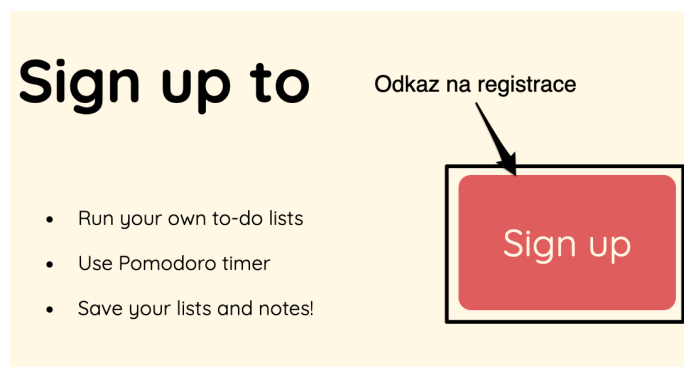 Sign up to
Odkaz na registrace
Run your own to-do lists
Use Pomodoro timer
Save your lists and notes!
Sign up